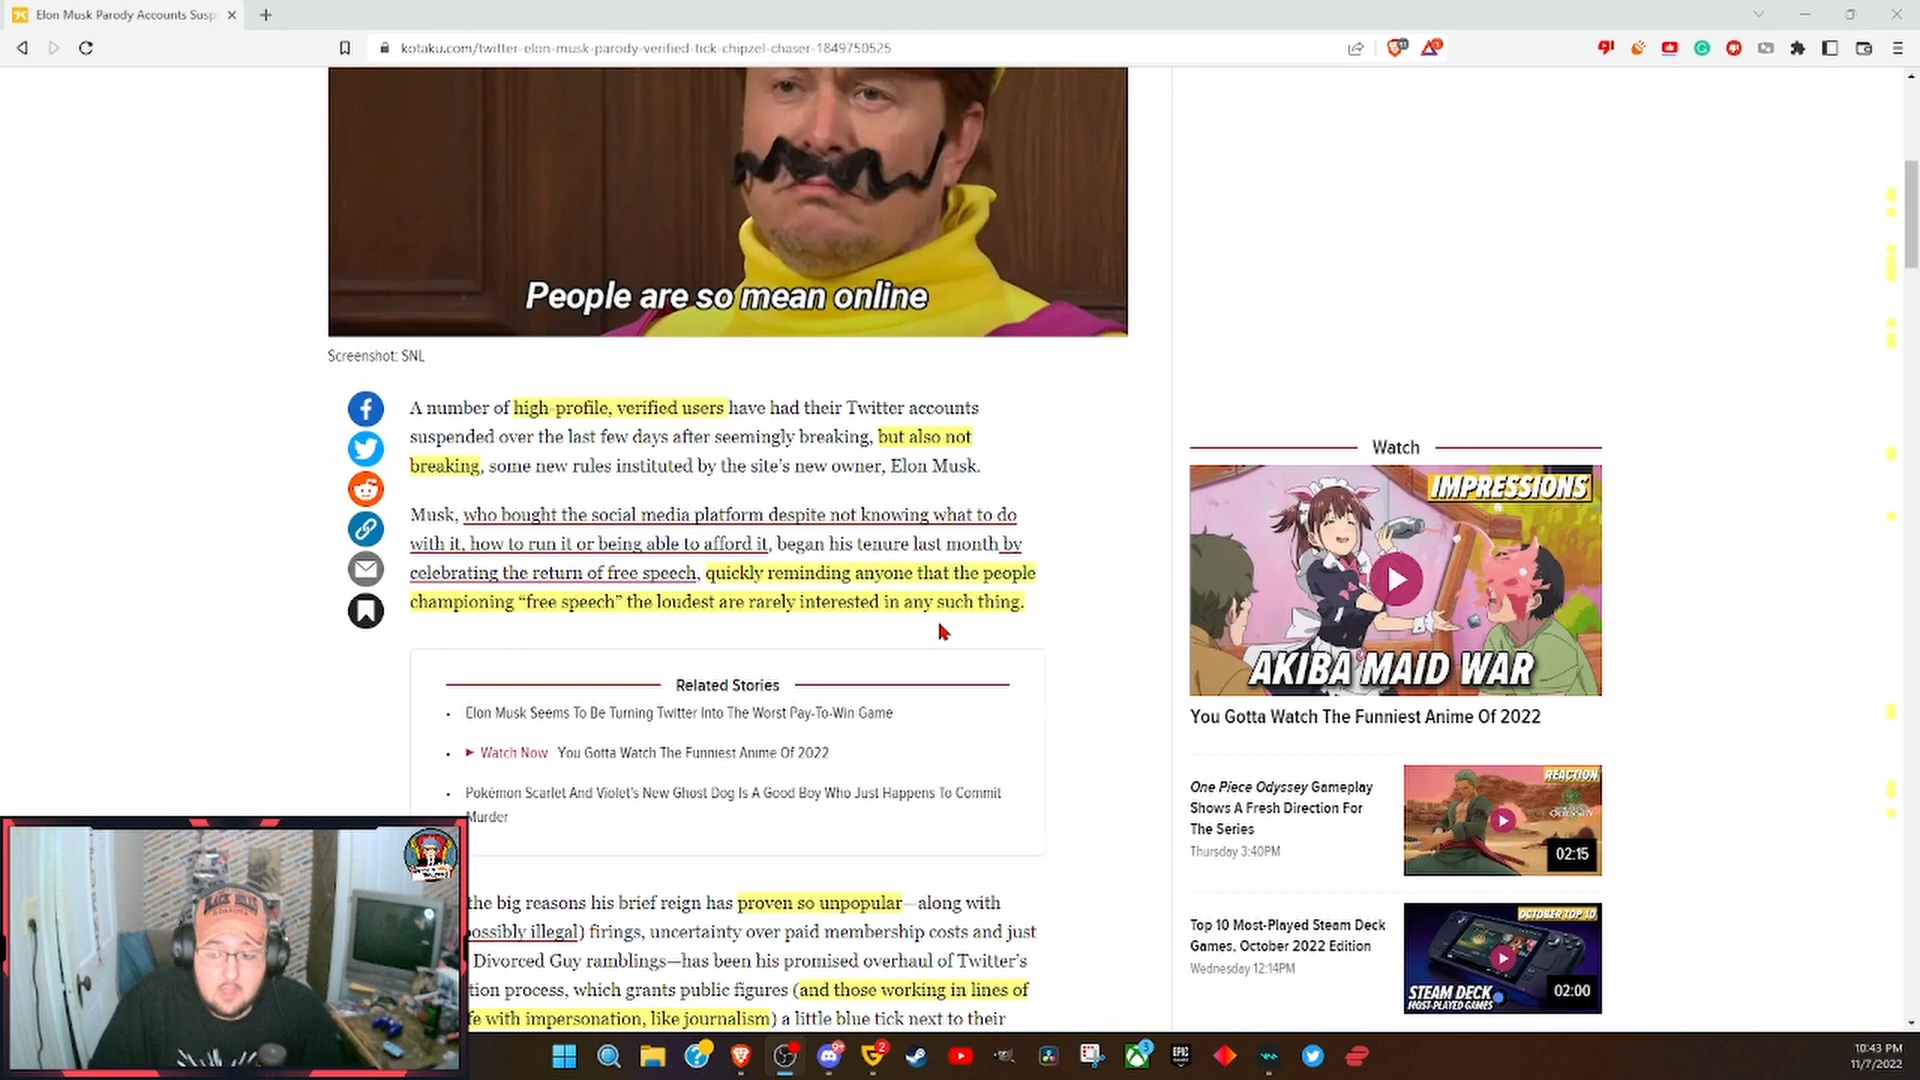 Elon Musk Parody Accounts Susp
kotaku.com/twitter-elon-musk-parody-verified-tick-chipzel-chaser-1849750525
People are so mean online
Screenshot: SNL
A number of high-profile, verified users have had their Twitter accounts
suspended over the last few days after seemingly breaking, but also not
breaking, some new rules instituted by the site's new owner, Elon Musk.
Musk, who bought the social media platform despite not knowing what to do
with it, how to run it or being able to afford it, began his tenure last month by
celebrating the return of free speech, quickly reminding anyone that the people
championing “free speech” the loudest are rarely interested in any such thing.
Related Stories
Elon Musk Seems To Be Turning Twitter Into The Worst Pay-To-Win Game
Watch Now You Gotta Watch The Funniest Anime Of 2022
Pokémon Scarlet And Violet's New Ghost Dog Is A Good Boy Who Just Happens To Commit
Murder
the big reasons his brief reign has proven so unpopular—along with
possibly illegal) firings, uncertainty over paid membership costs and just
Divorced Guy ramblings—has been his promised overhaul of Twitter's
tion process, which grants public figures (and those working in lines of
fe with impersonation, like journalism) a little blue tick next to their
Watch
IMPRESSIONS
AKIBA MAID WAR
You Gotta Watch The Funniest Anime Of 2022
One Piece Odyssey Gameplay
Shows A Fresh Direction For
The Series
Thursday 3:40PM
REACTION
02:15
Top 10 Most-Played Steam Deck
Games, October 2022 Edition
Wednesday 12:14PM
OCTOBER TOP 10
STEAM DECK
MOST-PLAYED GAMES
02:00
BLACK HILLS
EPIC
10:43 PM
11/7/2022